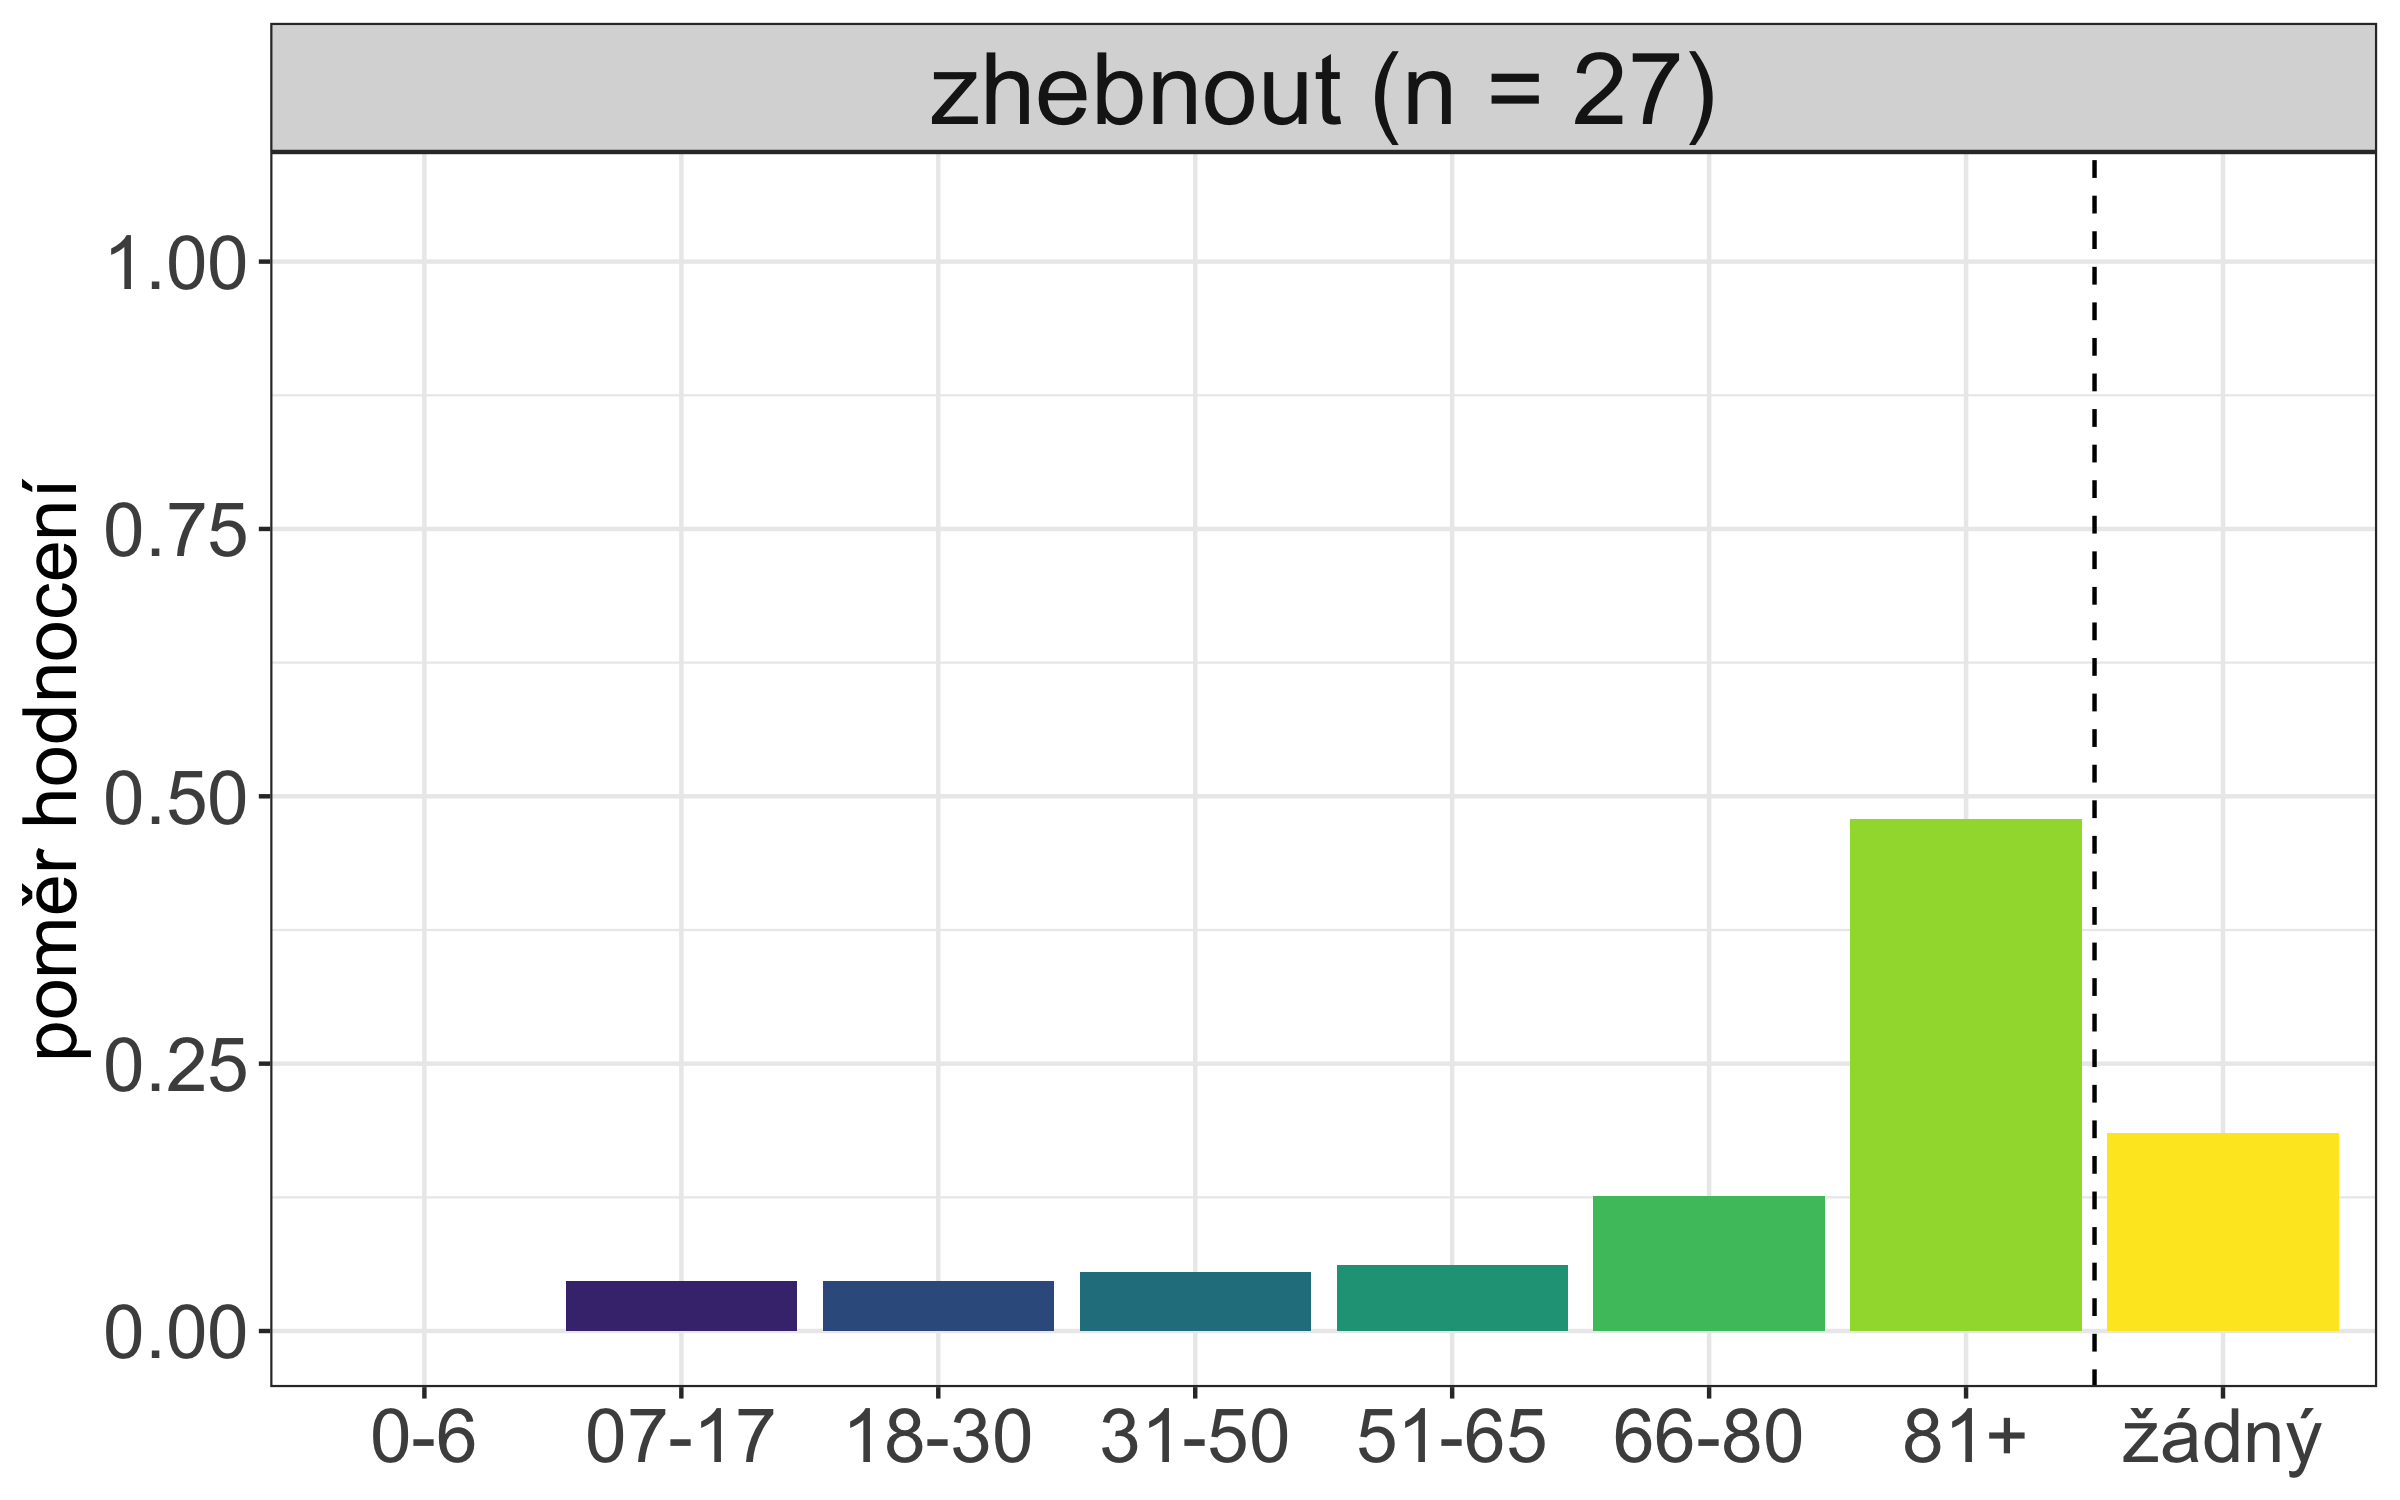 zhebnout (n = 27)
poměr hodnocení
1.00
0.75
0.50
0.25
0.00
0-6 07-17 18-30 31-50 51-65 66-80 81+ žádný